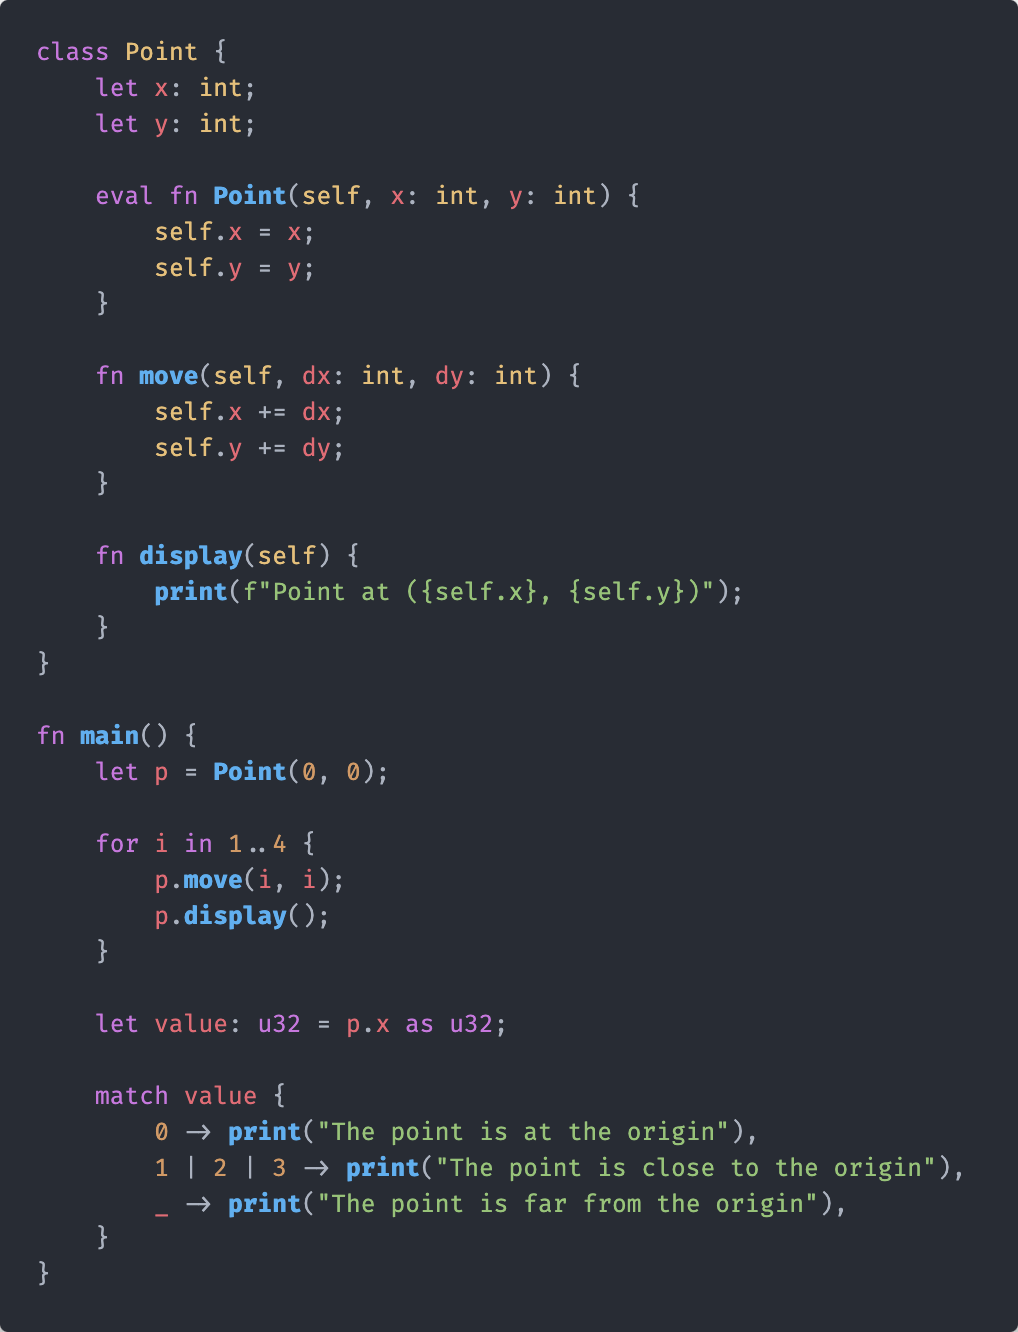 class Point {
    let x: int;
    let y: int;

    eval fn Point(self, x: int, y: int) {
        self.x = x;
        self.y = y;
    }

    fn move(self, dx: int, dy: int) {
        self.x += dx;
        self.y += dy;
    }

    fn display(self) {
        print(f"Point at ({self.x}, {self.y})");
    }
}

fn main() {
    let p = Point(0, 0);

    for i in 1..4 {
        p.move(i, i);
        p.display();
    }

    let value: u32 = p.x as u32;

    match value {
        0 -> print("The point is at the origin"),
        1 | 2 | 3 -> print("The point is close to the origin"),
        _ -> print("The point is far from the origin"),
    }
}